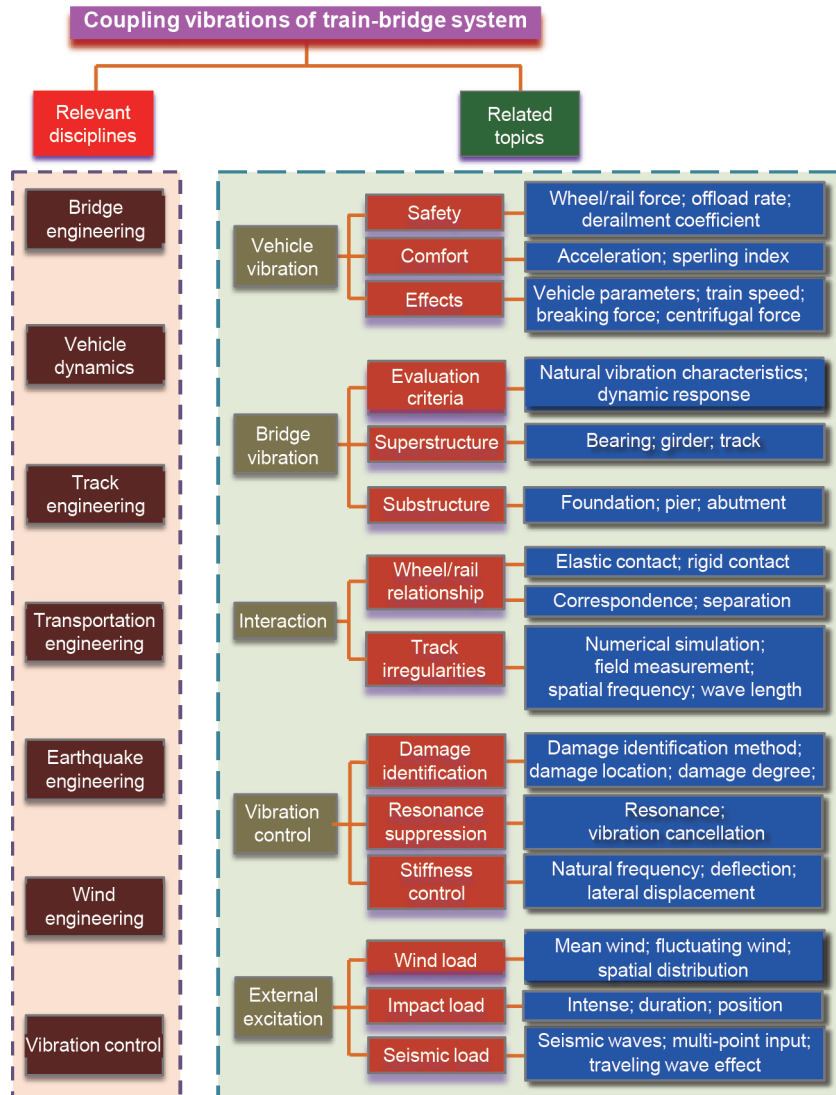 Coupling vibrations of train-bridge system
Relevant
disciplines
Related
topics
Bridge
engineering
Vehicle
dynamics
Track
engineering
Transportation
engineering
Earthquake
engineering
Wind
engineering
Vibration control
Vehicle
vibration
Safety
Wheel/rail force; offload rate;
derailment coefficient
Comfort
Acceleration; sperling index
Effects
Vehicle parameters; train speed;
breaking force; centrifugal force
Bridge
vibration
Evaluation
criteria
Natural vibration characteristics;
dynamic response
Superstructure
Bearing; girder; track
Substructure
Foundation; pier; abutment
Interaction
Wheel/rail
relationship
Elastic contact; rigid contact
Correspondence; separation
Track
irregularities
Numerical simulation;
field measurement;
spatial frequency; wave length
Vibration
control
Damage
identification
Damage identification method;
damage location; damage degree;
Resonance
suppression
Resonance;
vibration cancellation
Stiffness
control
Natural frequency; deflection;
lateral displacement
External
excitation
Wind load
Mean wind; fluctuating wind;
spatial distribution
Impact load
Intense; duration; position
Seismic load
Seismic waves; multi-point input;
traveling wave effect